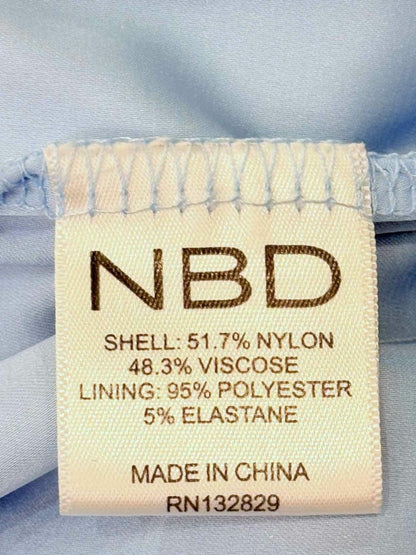 NBD
SHELL: 51.7% NYLON
48.3% VISCOSE
LINING: 95% POLYESTER
5% ELASTANE
MADE IN CHINA
RN132829